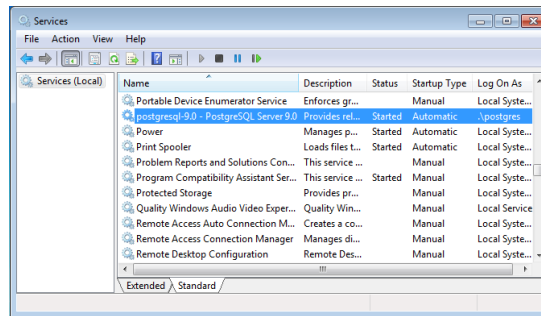 Services
File Action View Help
Services (Local)
Name Description Status Startup Type Log On As
Portable Device Enumerator Service Enforces gr... Manual Local Syste...
postgresql-9.0 - PostgreSQL Server 9.0 Provides rel... Started Automatic .\postgres
Power Manages p... Started Automatic Local Syste...
Print Spooler Loads files t... Started Automatic Local Syste...
Problem Reports and Solutions Con... This service ... Manual Local Syste...
Program Compatibility Assistant Ser... This service ... Started Manual Local Syste...
Protected Storage Provides pr... Manual Local Syste...
Quality Windows Audio Video Exper... Quality Win... Manual Local Service
Remote Access Auto Connection M... Creates a co... Manual Local Syste...
Remote Access Connection Manager Manages di... Manual Local Syste...
Remote Desktop Configuration Remote Des... Manual Local Syste...
Extended Standard